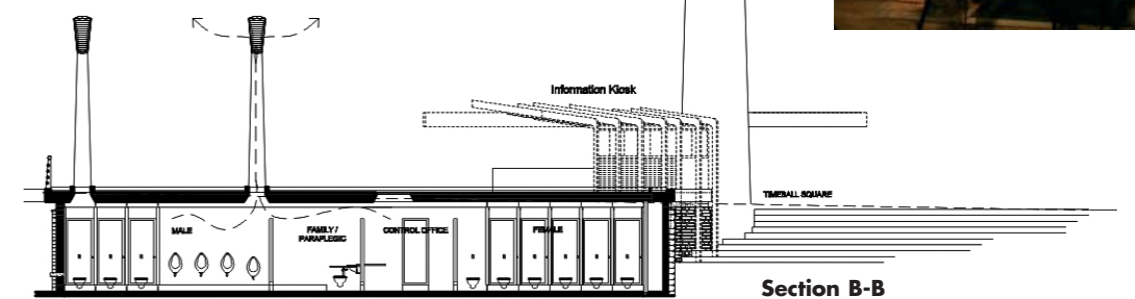 Information Kiosk
TIMEBALL SQUARE
MALE
FAMILY /
PARAPLEGIC
CONTROL OFFICE
FEMALE
Section B-B